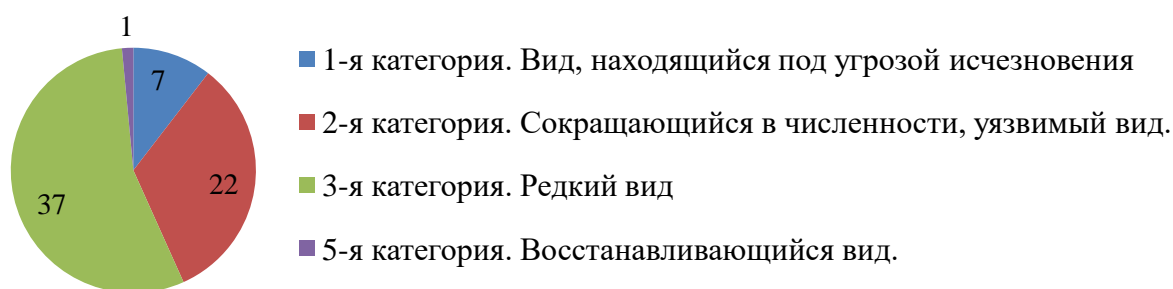 1
7
22
37
1-я категория. Вид, находящийся под угрозой исчезновения
2-я категория. Сокращающийся в численности, уязвимый вид.
3-я категория. Редкий вид
5-я категория. Восстанавливающийся вид.